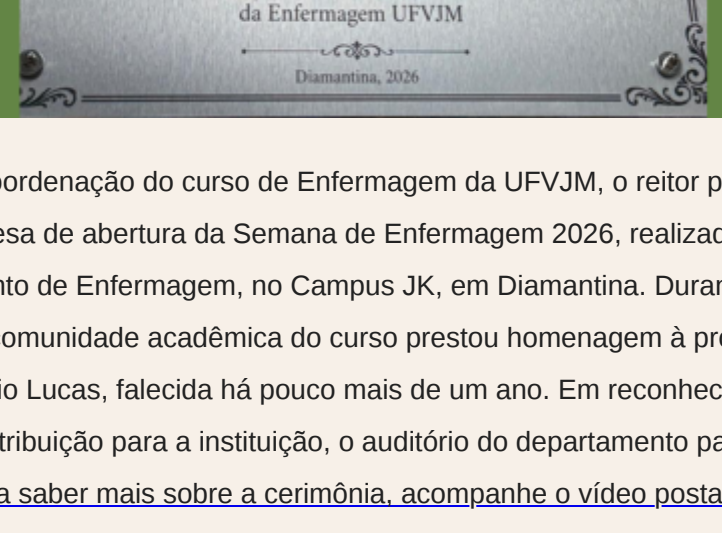 da Enfermagem UFVJM
Diamantina, 2026
ordenação do curso de Enfermagem da UFVJM, o reitor p
esa de abertura da Semana de Enfermagem 2026, realizad
nto de Enfermagem, no Campus JK, em Diamantina. Duran
comunidade acadêmica do curso prestou homenagem à pro
io Lucas, falecida há pouco mais de um ano. Em reconhec
tribuição para a instituição, o auditório do departamento pa
a saber mais sobre a cerimônia, acompanhe o vídeo posta